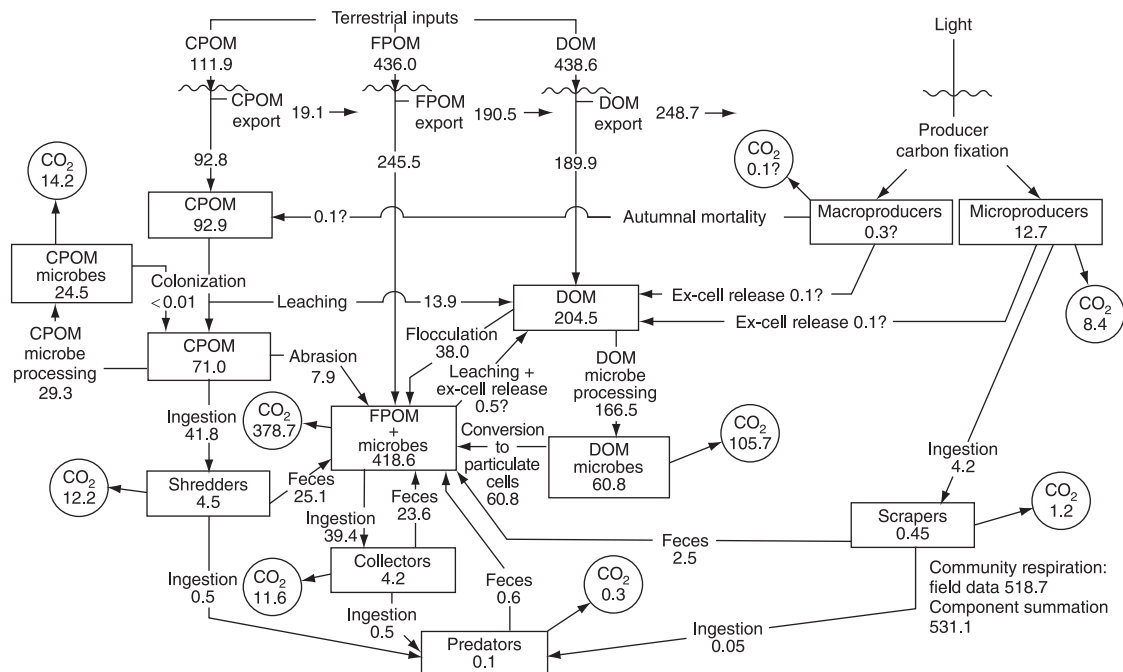 Terrestrial inputs
CPOM
111.9
FPOM
436.0
DOM
438.6
Light
CPOM
export
19.1
FPOM
export
190.5
DOM
export
248.7
Producer
carbon fixation
CO2
14.2
92.8
245.5
189.9
CO2
0.1?
CPOM
92.9
0.1?
Autumnal mortality
Macroproducers
0.3?
Microproducers
12.7
CPOM
microbes
24.5
Colonization
<0.01
Leaching
13.9
DOM
204.5
Ex-cell release 0.1?
Ex-cell release 0.1?
CO2
8.4
CPOM
microbe
processing
29.3
CPOM
71.0
Abrasion
7.9
Flocculation
38.0
Leaching +
ex-cell release
0.5?
DOM
microbe
processing
166.5
Ingestion
41.8
CO2
378.7
FPOM
+
microbes
418.6
Conversion
to
particulate
cells
60.8
DOM
microbes
60.8
CO2
105.7
Ingestion
4.2
CO2
12.2
Shredders
4.5
Feces
25.1
Ingestion
39.4
Feces
23.6
Scrapers
0.45
CO2
1.2
Feces
2.5
Ingestion
0.5
CO2
11.6
Collectors
4.2
Feces
0.6
CO2
0.3
Community respiration:
field data 518.7
Component summation
531.1
Ingestion
0.5
Predators
0.1
Ingestion
0.05